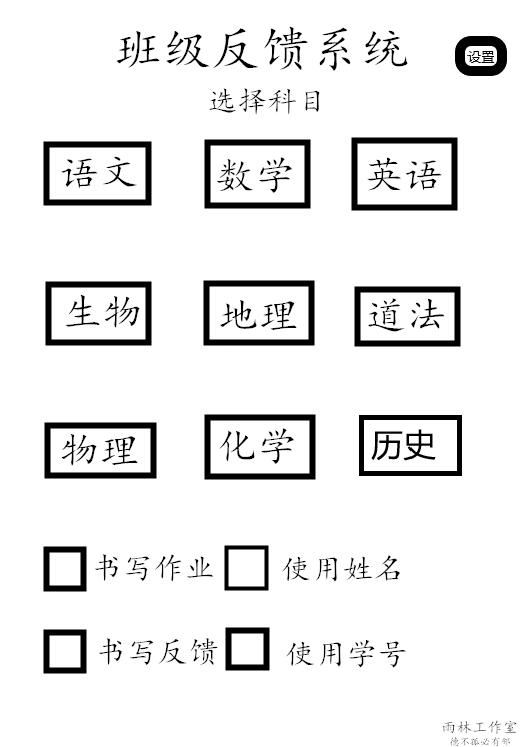 班级反馈系统
设置
选择科目
语文 数学 英语
生物 地理 道法
物理 化学 历史
书写作业 使用姓名
书写反馈 使用学号
雨林工作室
德不孤必有邻